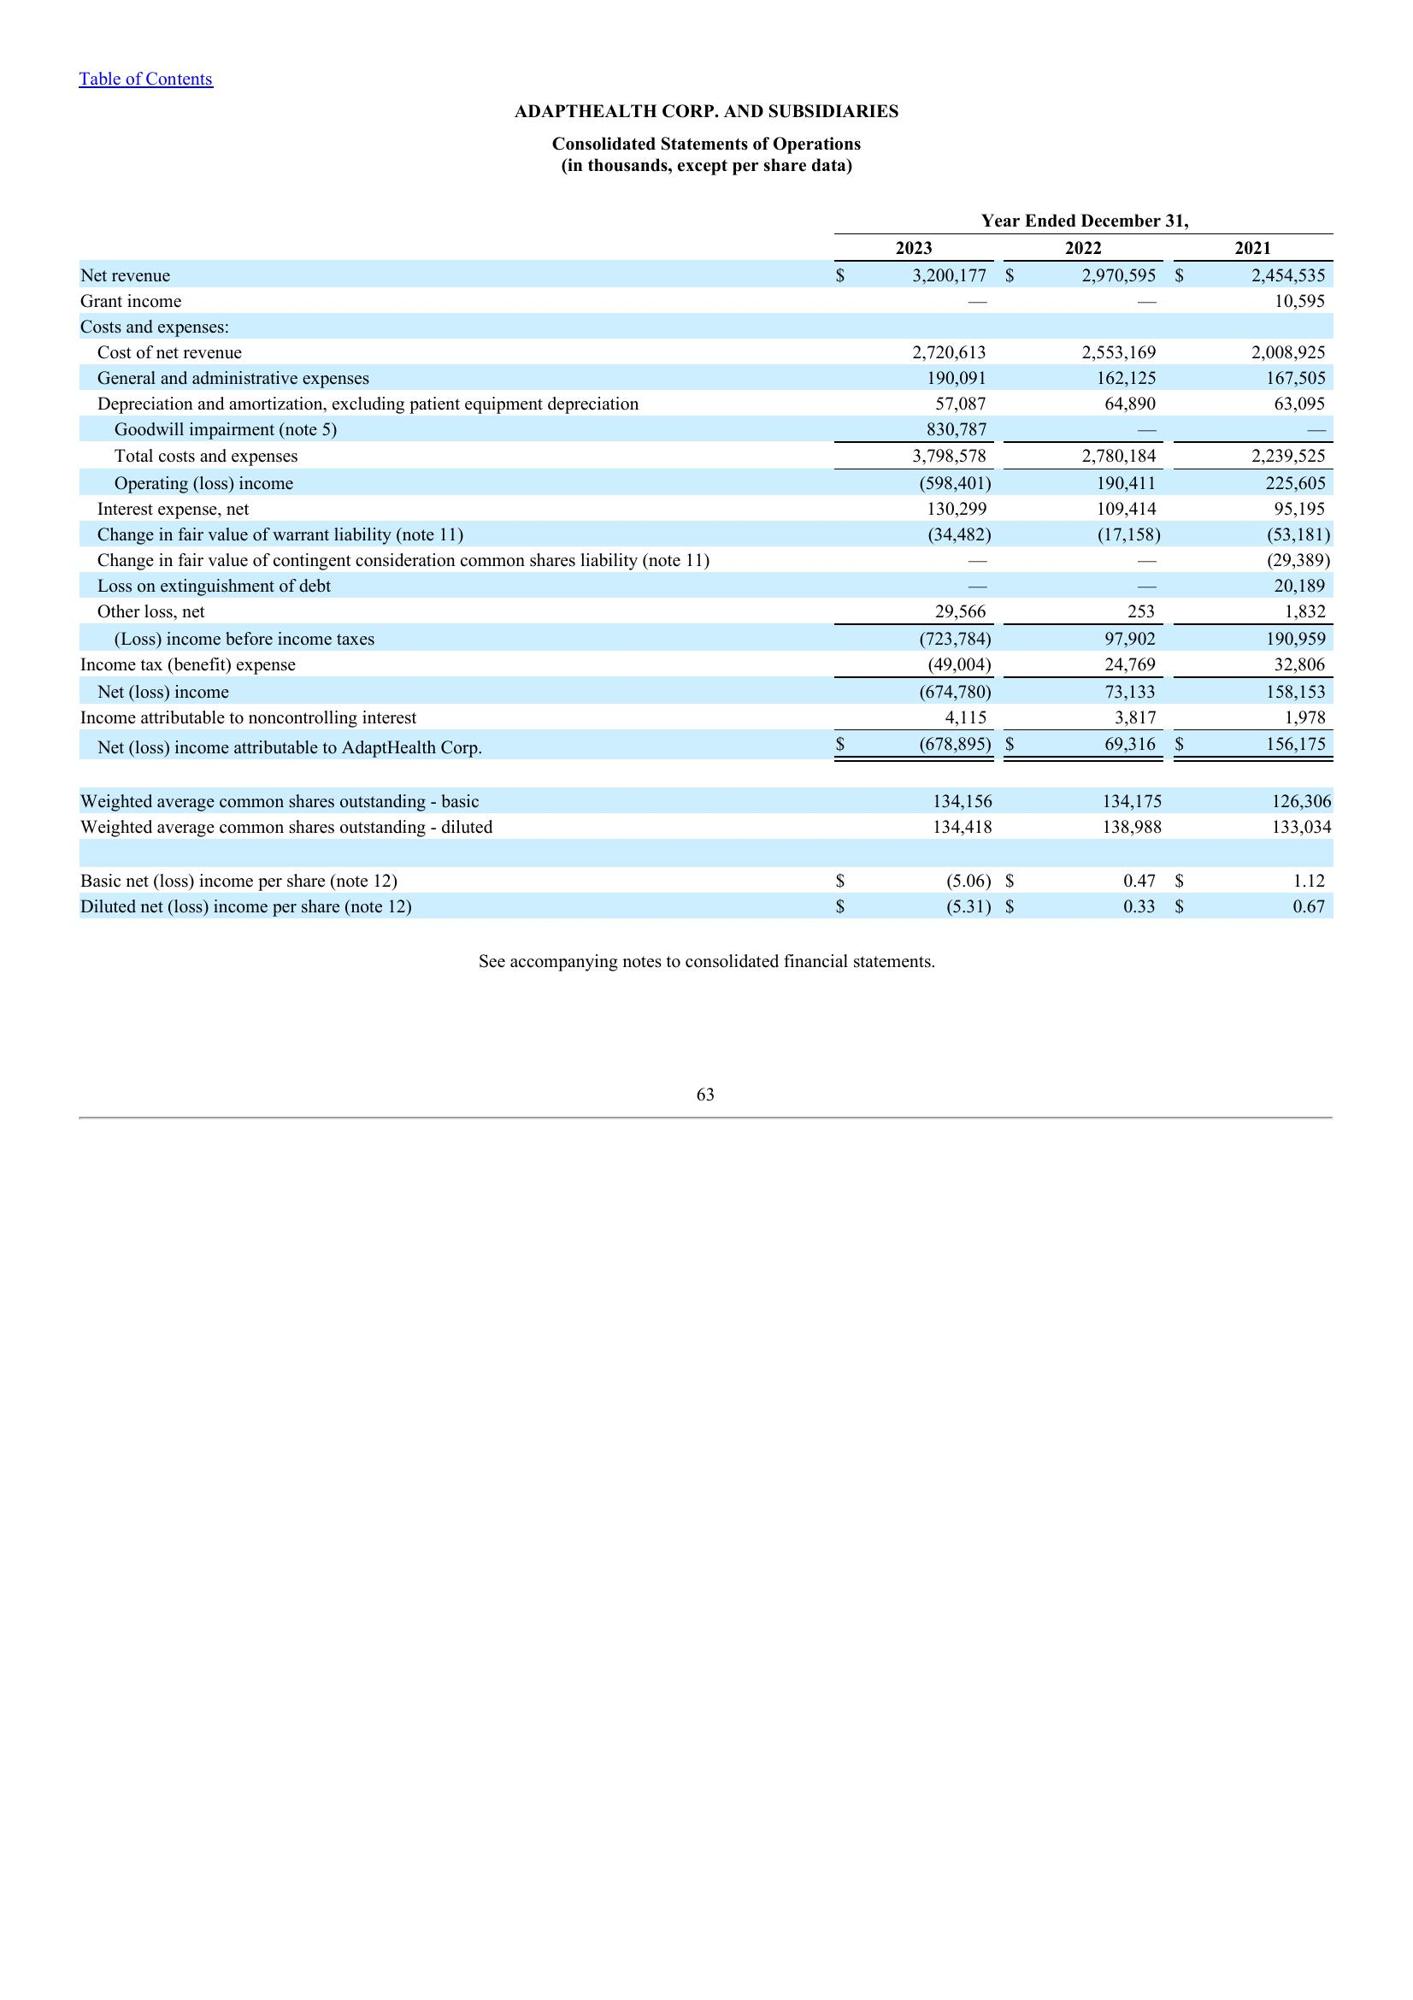 Table of Contents
ADAPTHEALTH CORP. AND SUBSIDIARIES
Consolidated Statements of Operations
(in thousands, except per share data)
Year Ended December 31,
2023 2022 2021
Net revenue $ 3,200,177 $ 2,970,595 $ 2,454,535
Grant income — — 10,595
Costs and expenses:
Cost of net revenue 2,720,613 2,553,169 2,008,925
General and administrative expenses 190,091 162,125 167,505
Depreciation and amortization, excluding patient equipment depreciation 57,087 64,890 63,095
Goodwill impairment (note 5) 830,787 — —
Total costs and expenses 3,798,578 2,780,184 2,239,525
Operating (loss) income (598,401) 190,411 225,605
Interest expense, net 130,299 109,414 95,195
Change in fair value of warrant liability (note 11) (34,482) (17,158) (53,181)
Change in fair value of contingent consideration common shares liability (note 11) — — (29,389)
Loss on extinguishment of debt — — 20,189
Other loss, net 29,566 253 1,832
(Loss) income before income taxes (723,784) 97,902 190,959
Income tax (benefit) expense (49,004) 24,769 32,806
Net (loss) income (674,780) 73,133 158,153
Income attributable to noncontrolling interest 4,115 3,817 1,978
Net (loss) income attributable to AdaptHealth Corp. $ (678,895) $ 69,316 $ 156,175
Weighted average common shares outstanding - basic 134,156 134,175 126,306
Weighted average common shares outstanding - diluted 134,418 138,988 133,034
Basic net (loss) income per share (note 12) $ (5.06) $ 0.47 $ 1.12
Diluted net (loss) income per share (note 12) $ (5.31) $ 0.33 $ 0.67
See accompanying notes to consolidated financial statements.
63